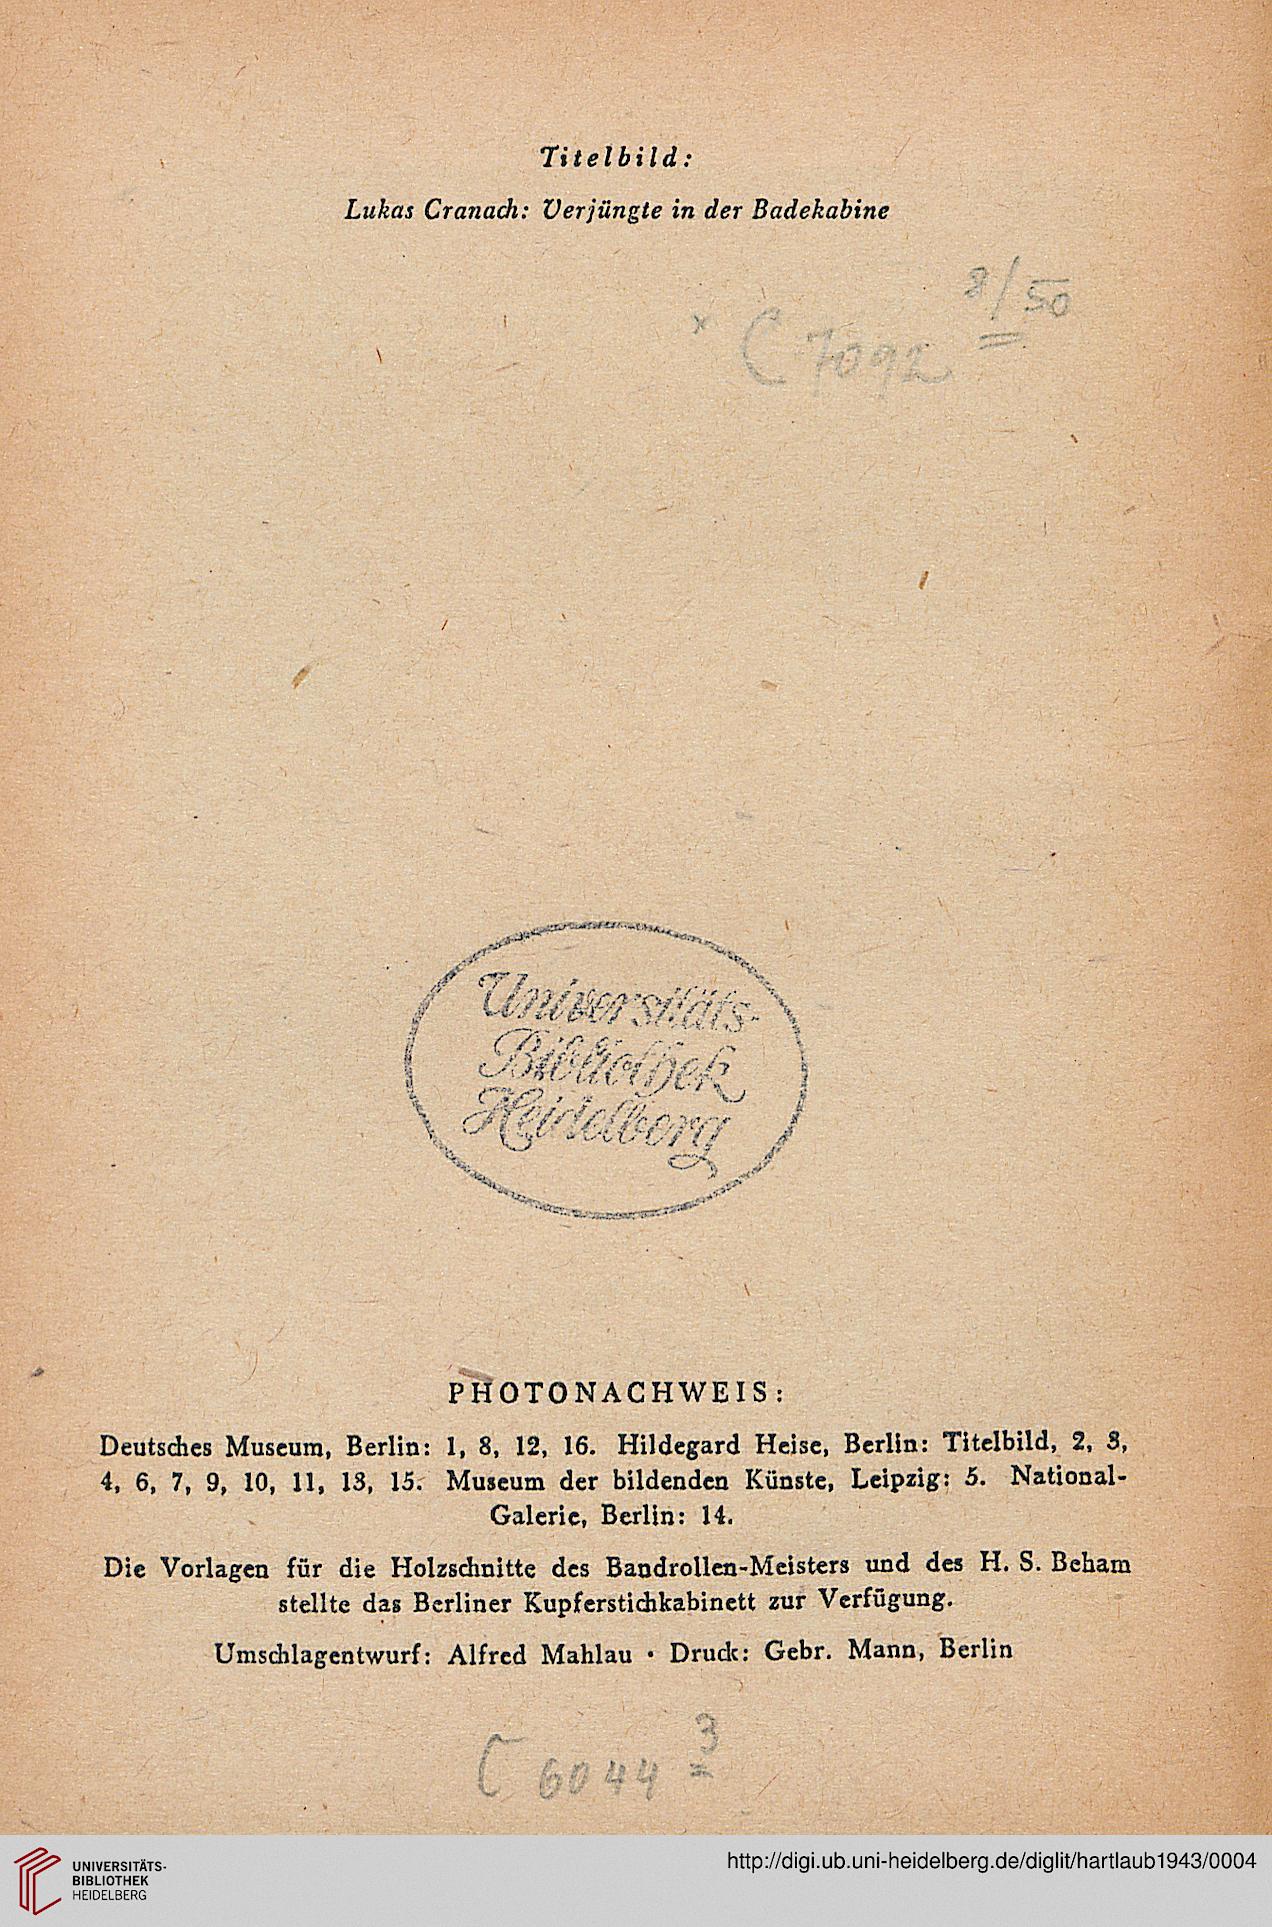 Titelbild:
Lukas Cranach: Verjüngte in der Badekabine
8/50
x C 7092
Universitäts-
Bibliothek
Heidelberg
PHOTONACHWEIS:
Deutsches Museum, Berlin: 1, 8, 12, 16. Hildegard Heise, Berlin: Titelbild, 2, 3,
4, 6, 7, 9, 10, 11, 13, 15. Museum der bildenden Künste, Leipzig: 5. National-
Galerie, Berlin: 14.
Die Vorlagen für die Holzschnitte des Bandrollen-Meisters und des H. S. Beham
stellte das Berliner Kupferstichkabinett zur Verfügung.
Umschlagentwurf: Alfred Mahlau • Druck: Gebr. Mann, Berlin
C 6044 3
UNIVERSITÄTS-
BIBLIOTHEK
HEIDELBERG
http://digi.ub.uni-heidelberg.de/diglit/hartlaub1943/0004